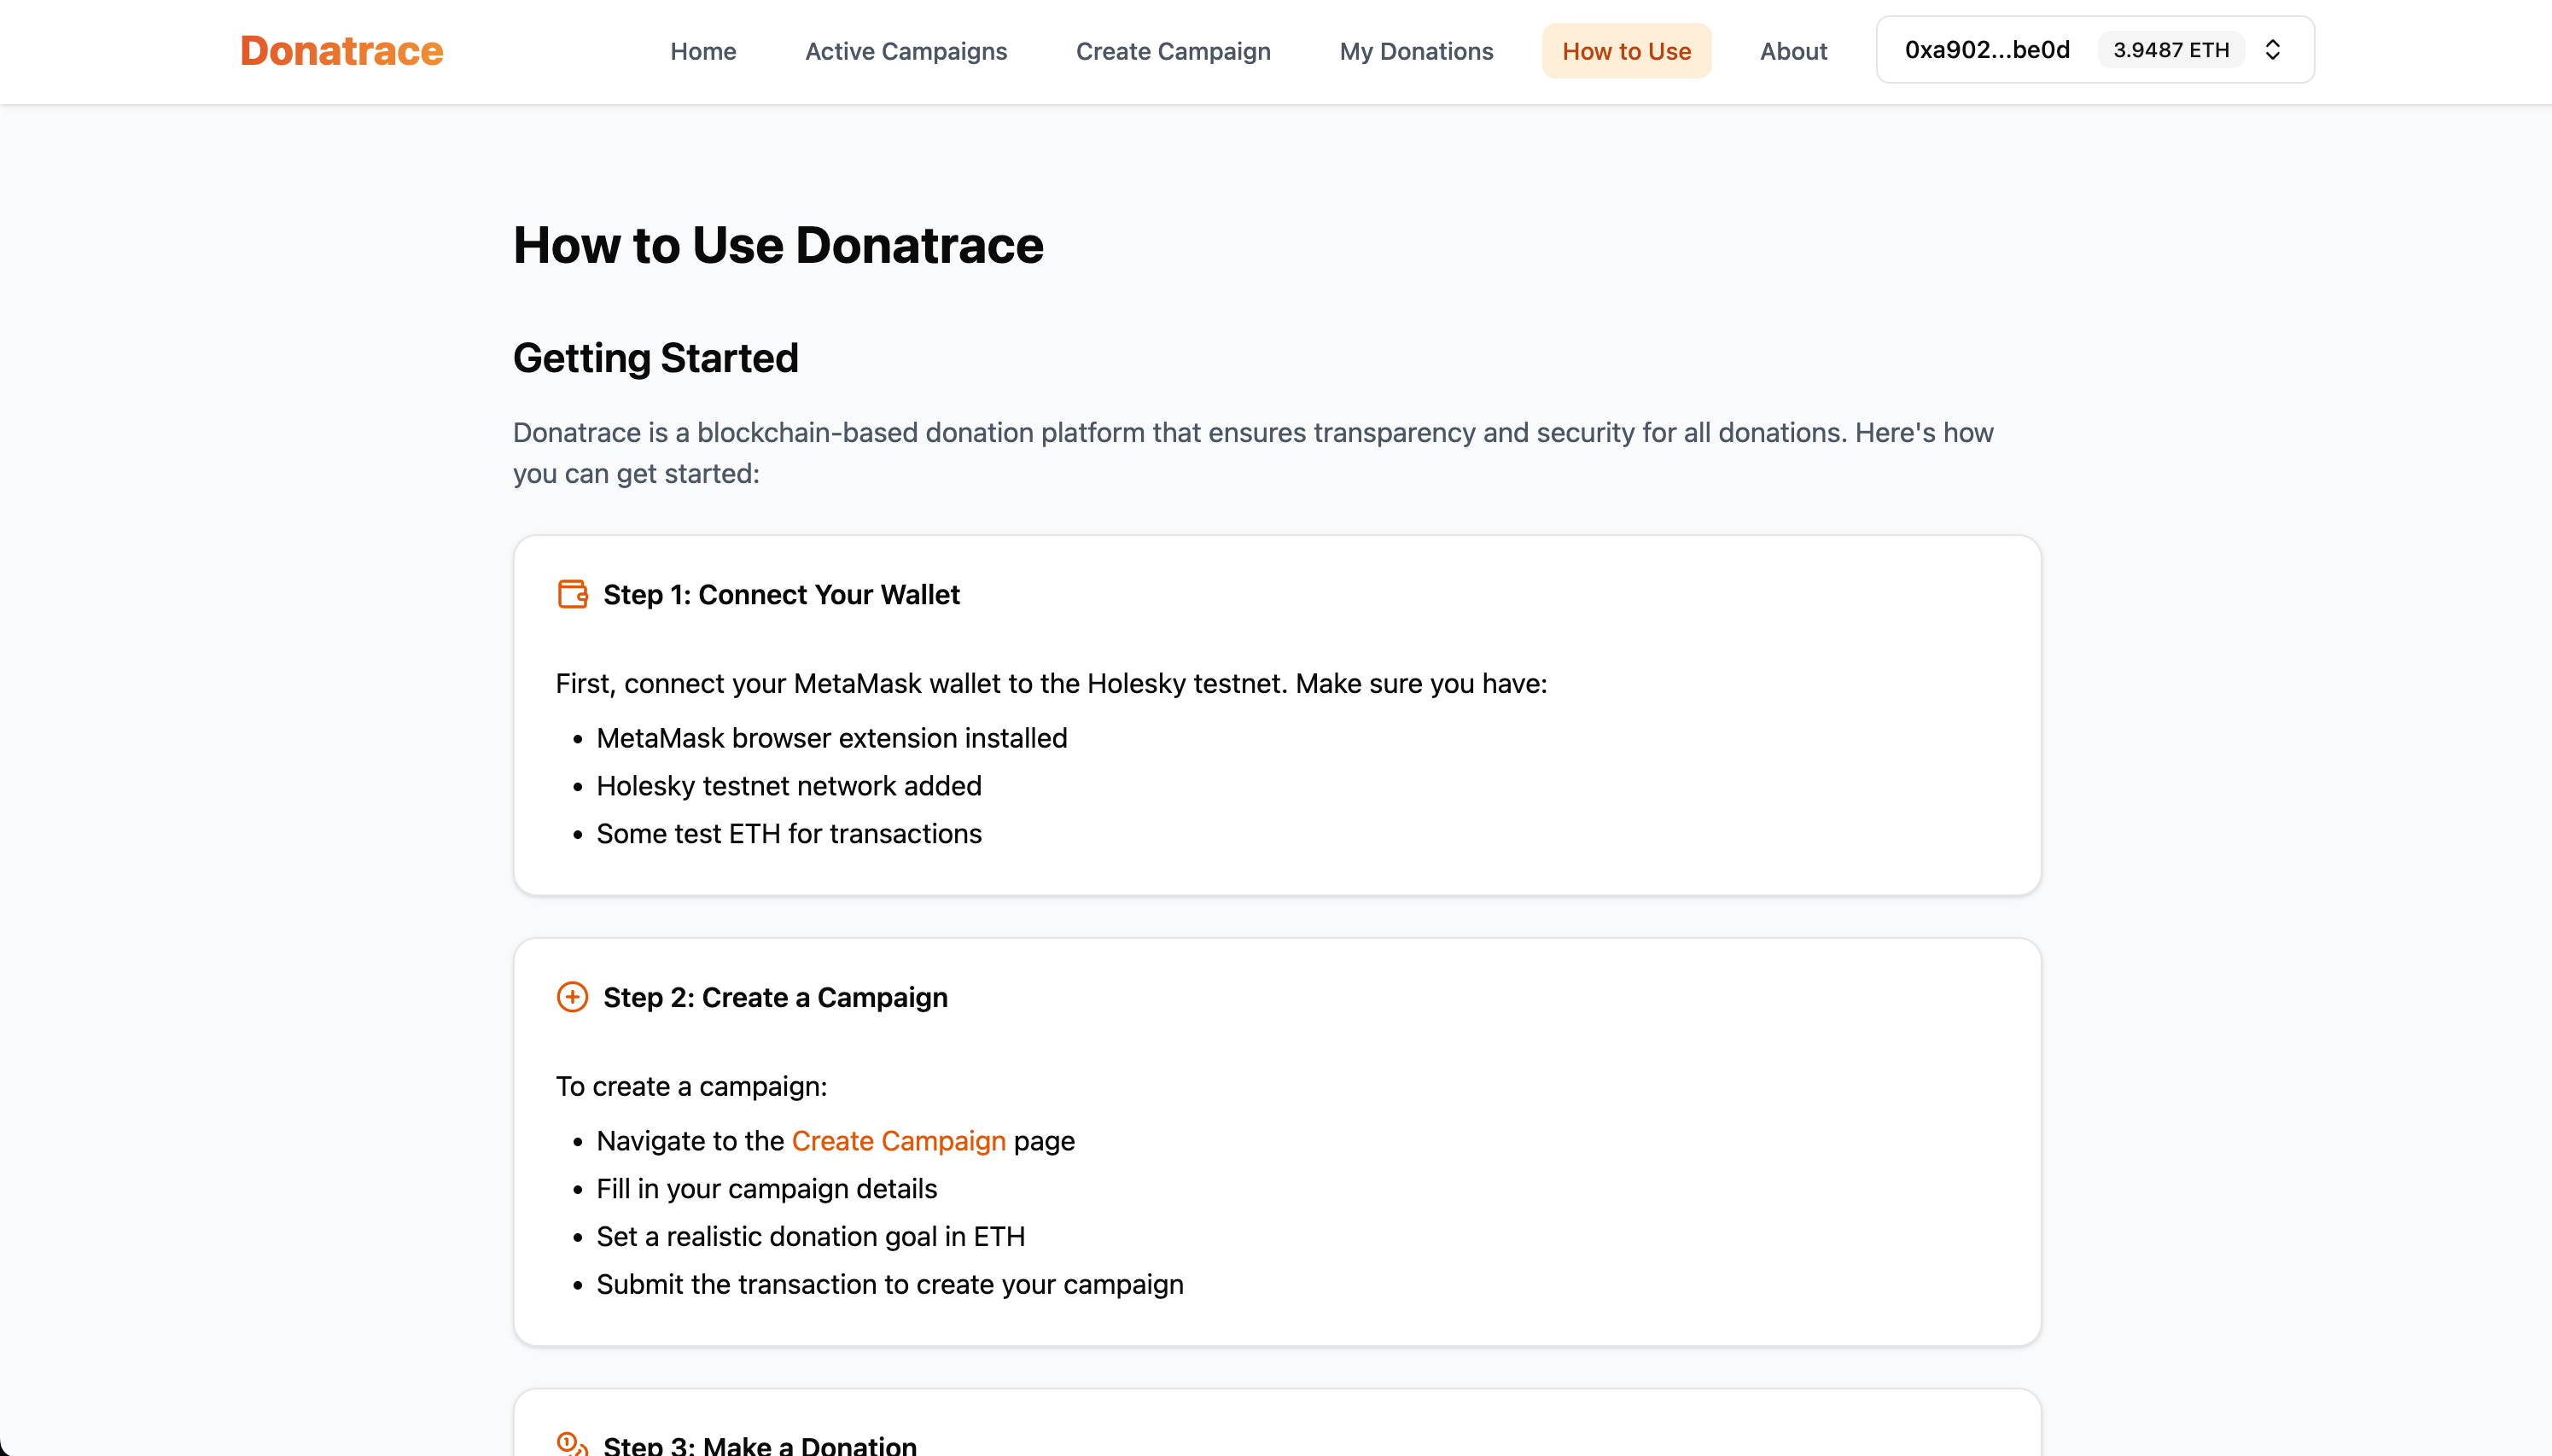 Donatrace
Home
Active Campaigns
Create Campaign
My Donations
How to Use
About
0xa902...be0d
3.9487 ETH
How to Use Donatrace
Getting Started
Donatrace is a blockchain-based donation platform that ensures transparency and security for all donations. Here's how
you can get started:
Step 1: Connect Your Wallet
First, connect your MetaMask wallet to the Holesky testnet. Make sure you have:
• MetaMask browser extension installed
• Holesky testnet network added
• Some test ETH for transactions
Step 2: Create a Campaign
To create a campaign:
• Navigate to the Create Campaign page
• Fill in your campaign details
• Set a realistic donation goal in ETH
• Submit the transaction to create your campaign
Step 3: Make a Donation